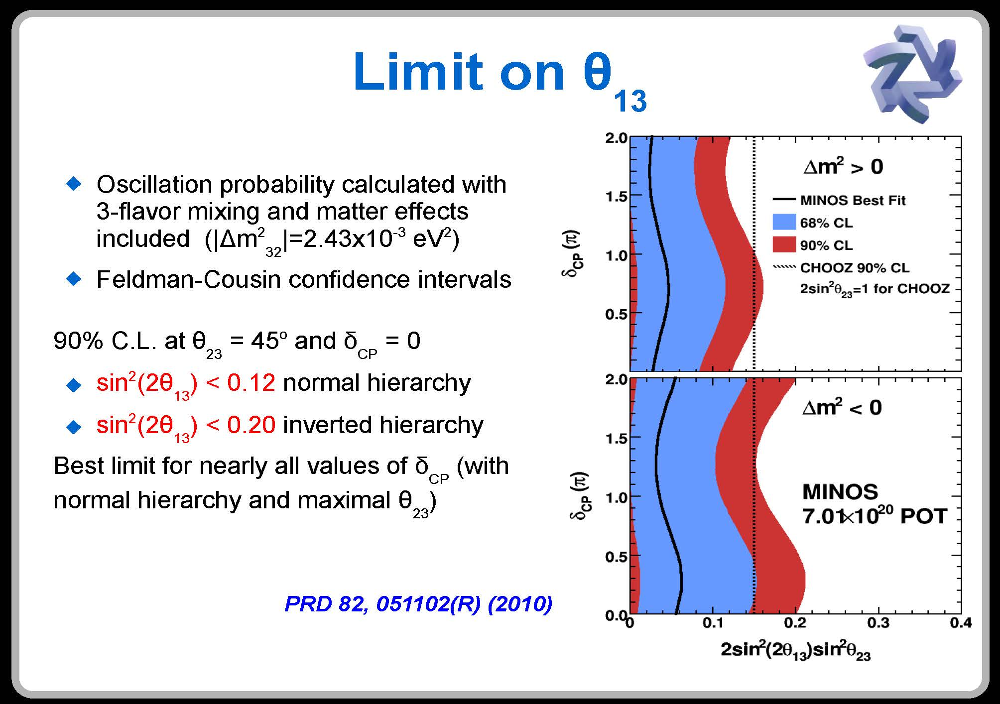 Limit on θ13
Oscillation probability calculated with
3-flavor mixing and matter effects
included (|Δm²32|=2.43x10⁻³ eV²)
Feldman-Cousin confidence intervals
90% C.L. at θ23 = 45º and δCP = 0
sin²(2θ13) < 0.12 normal hierarchy
sin²(2θ13) < 0.20 inverted hierarchy
Best limit for nearly all values of δCP (with
normal hierarchy and maximal θ23)
PRD 82, 051102(R) (2010)
2.0
1.5
1.0
0.5
δCP (π)
Δm² > 0
MINOS Best Fit
68% CL
90% CL
CHOOZ 90% CL
2sin²θ23=1 for CHOOZ
2.0
1.5
1.0
0.5
0.0
δCP (π)
Δm² < 0
MINOS
7.01×10²⁰ POT
0 0.1 0.2 0.3 0.4
2sin²(2θ13)sin²θ23